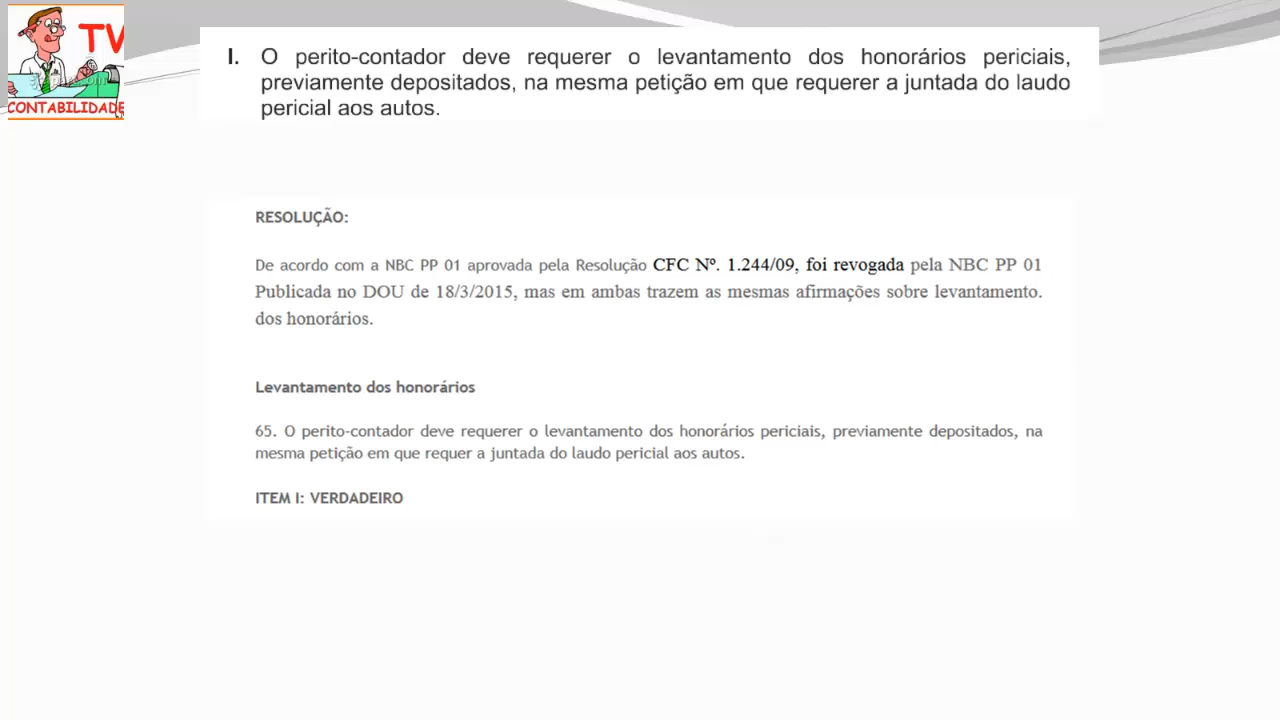 TV
CONTABILIDADE
I. O perito-contador deve requerer o levantamento dos honorários periciais,
previamente depositados, na mesma petição em que requerer a juntada do laudo
pericial aos autos.
RESOLUÇÃO:
De acordo com a NBC PP 01 aprovada pela Resolução CFC Nº. 1.244/09, foi revogada pela NBC PP 01
Publicada no DOU de 18/3/2015, mas em ambas trazem as mesmas afirmações sobre levantamento.
dos honorários.
Levantamento dos honorários
65. O perito-contador deve requerer o levantamento dos honorários periciais, previamente depositados, na
mesma petição em que requer a juntada do laudo pericial aos autos.
ITEM I: VERDADEIRO